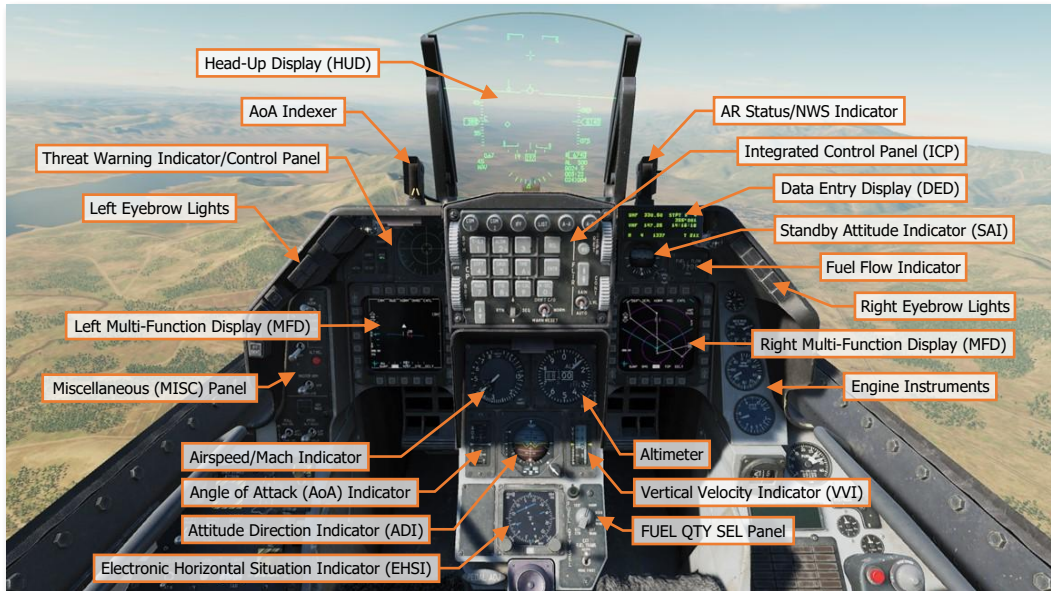 Head-Up Display (HUD)
AoA Indexer
AR Status/NWS Indicator
Threat Warning Indicator/Control Panel
Integrated Control Panel (ICP)
Left Eyebrow Lights
Data Entry Display (DED)
Standby Attitude Indicator (SAI)
Fuel Flow Indicator
Right Eyebrow Lights
Left Multi-Function Display (MFD)
Right Multi-Function Display (MFD)
Miscellaneous (MISC) Panel
Engine Instruments
Airspeed/Mach Indicator
Altimeter
Angle of Attack (AoA) Indicator
Vertical Velocity Indicator (VVI)
Attitude Direction Indicator (ADI)
FUEL QTY SEL Panel
Electronic Horizontal Situation Indicator (EHSI)